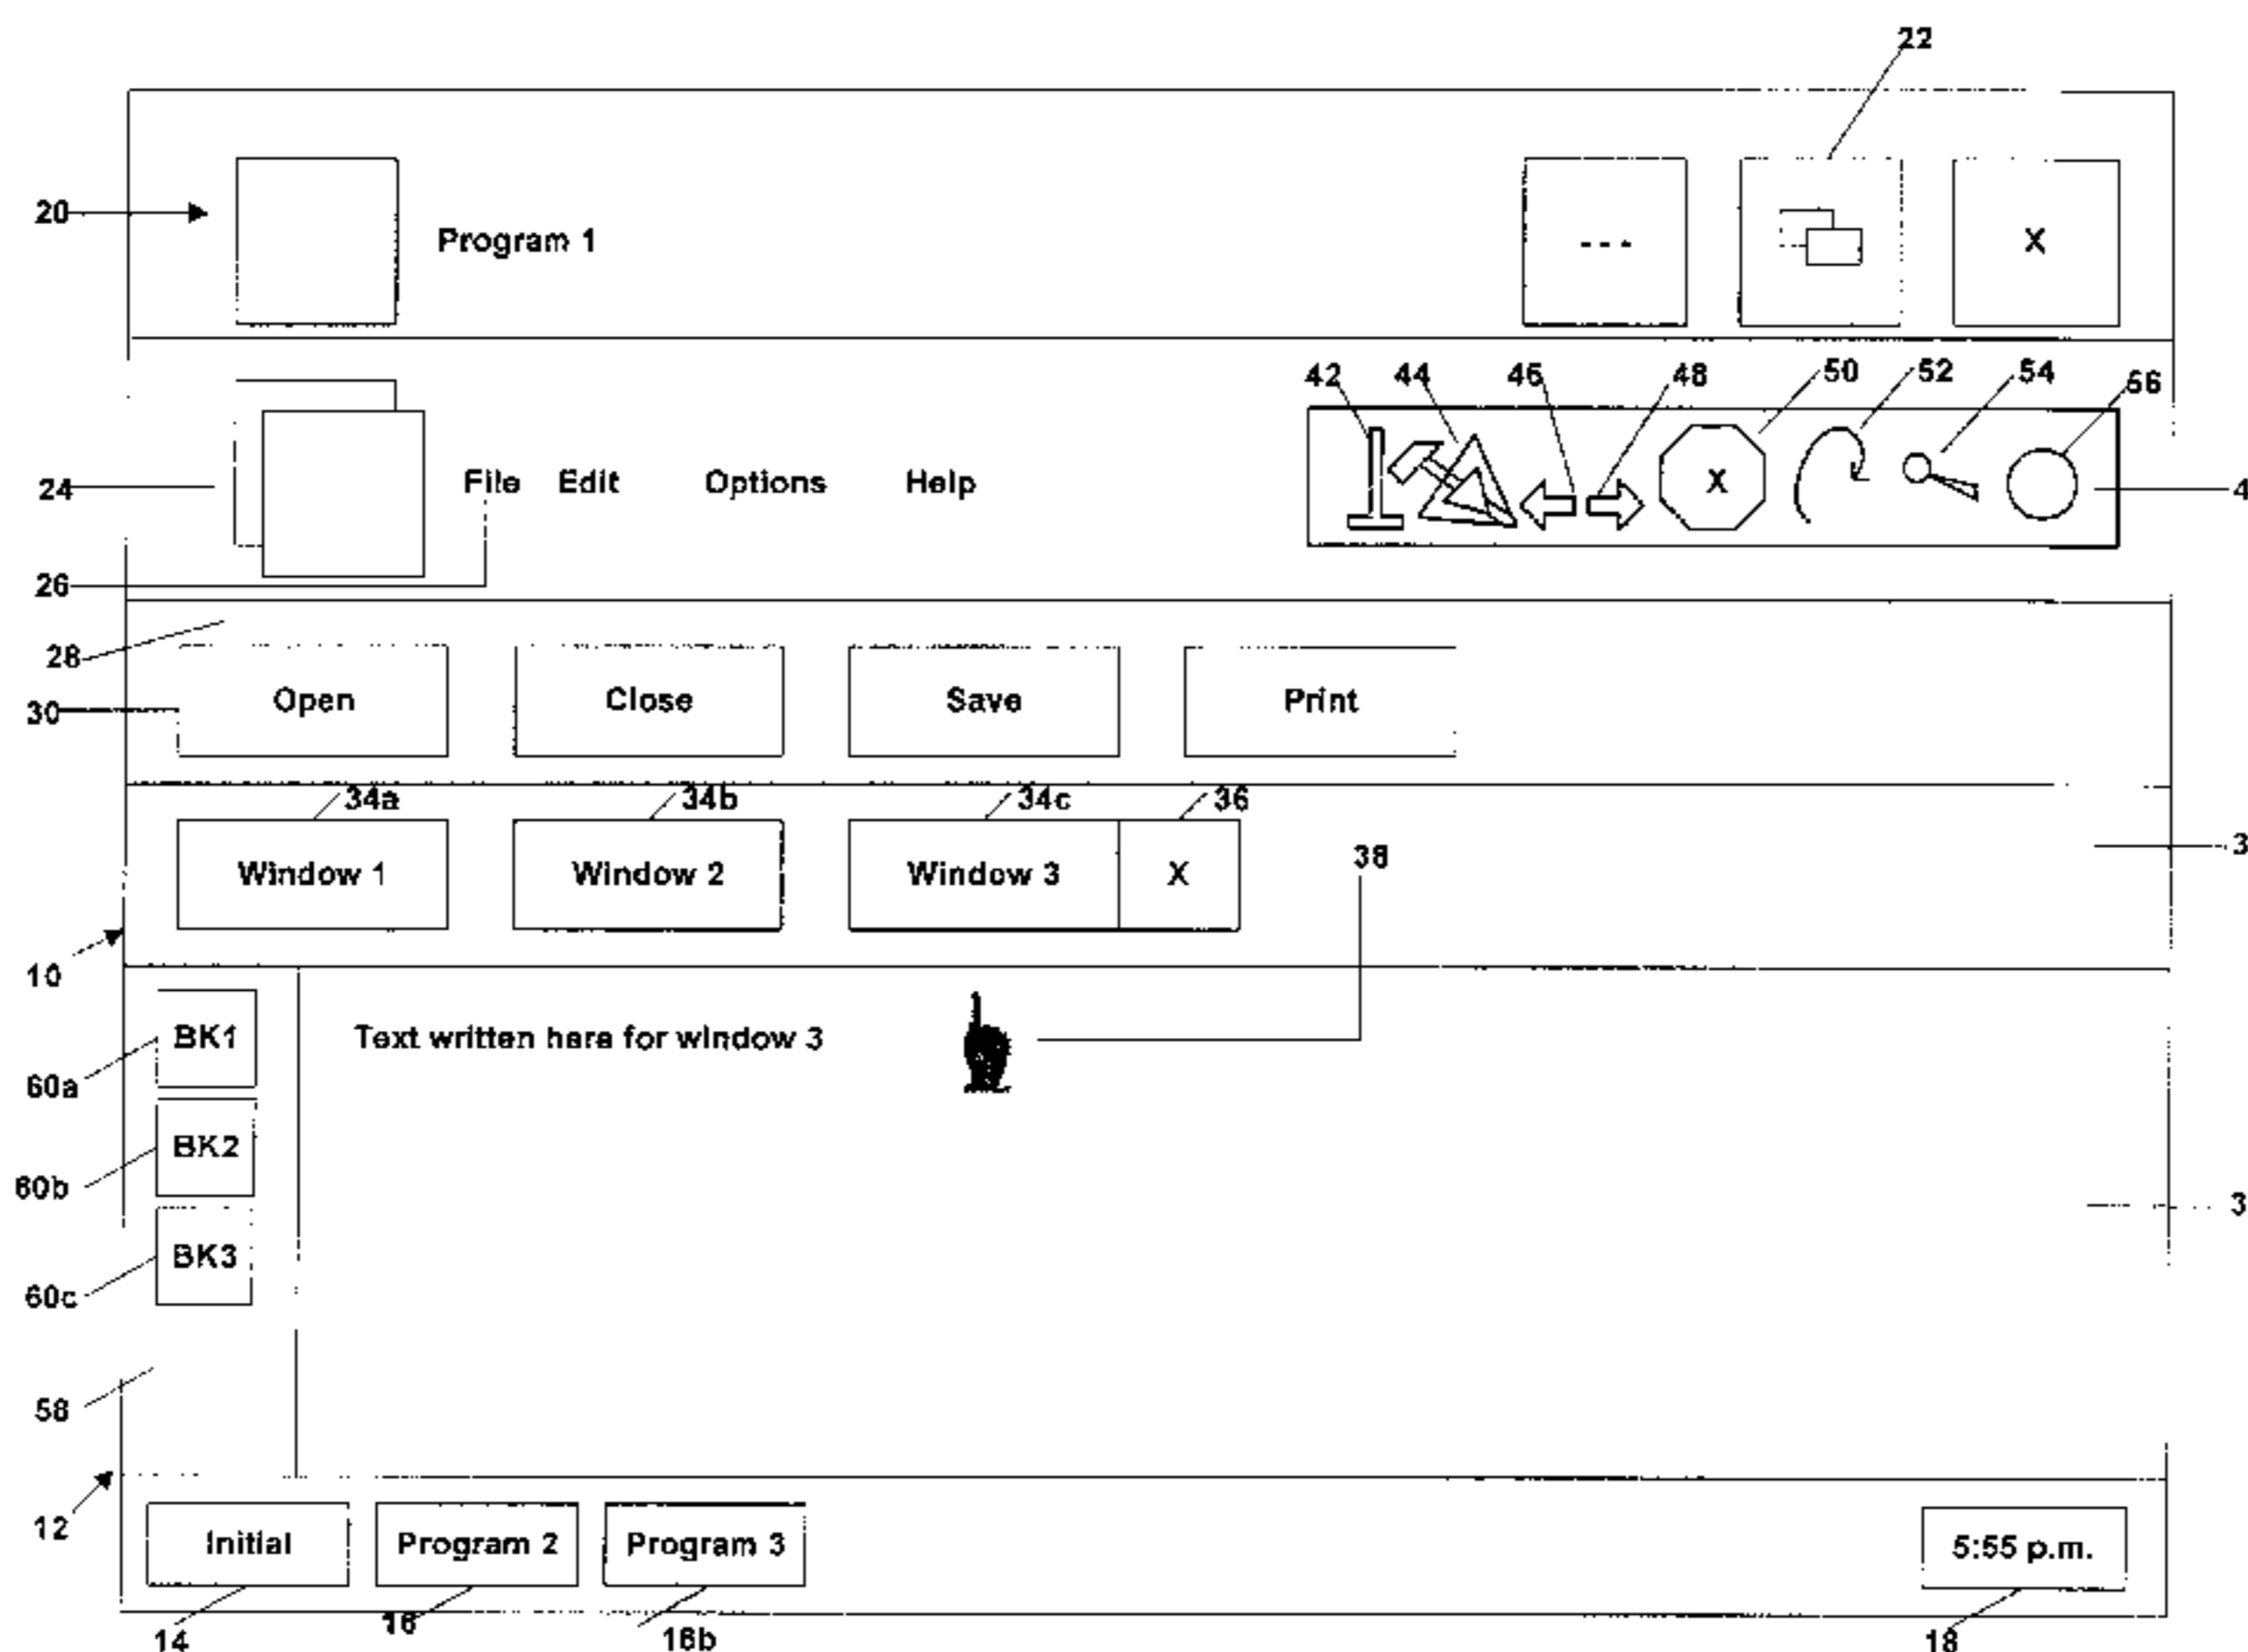 22
20
Program 1
- - -
X
42 44 46 48 50 52 54 56
24
File Edit Options Help
X
4
26
28
30
Open Close Save Print
34a 34b 34c 36
Window 1 Window 2 Window 3 X
38
3
10
BK1
Text written here for window 3
60a
BK2
60b
3
BK3
60c
58
12
Initial Program 2 Program 3 5:55 p.m.
14 16 16b 18